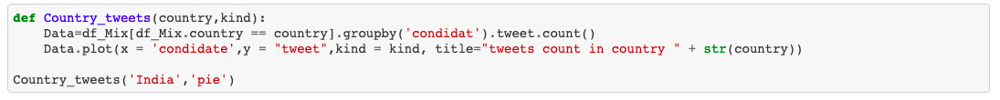 def Country_tweets(country,kind):
    Data=df_Mix[df_Mix.country == country].groupby('condidat').tweet.count()
    Data.plot(x = 'condidate',y = "tweet",kind = kind, title="tweets count in country " + str(country))

Country_tweets('India','pie')